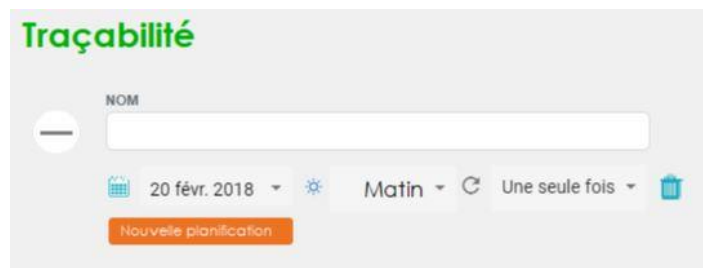 Traçabilité
NOM
20 févr. 2018 Matin Une seule fois
Nouvelle planification